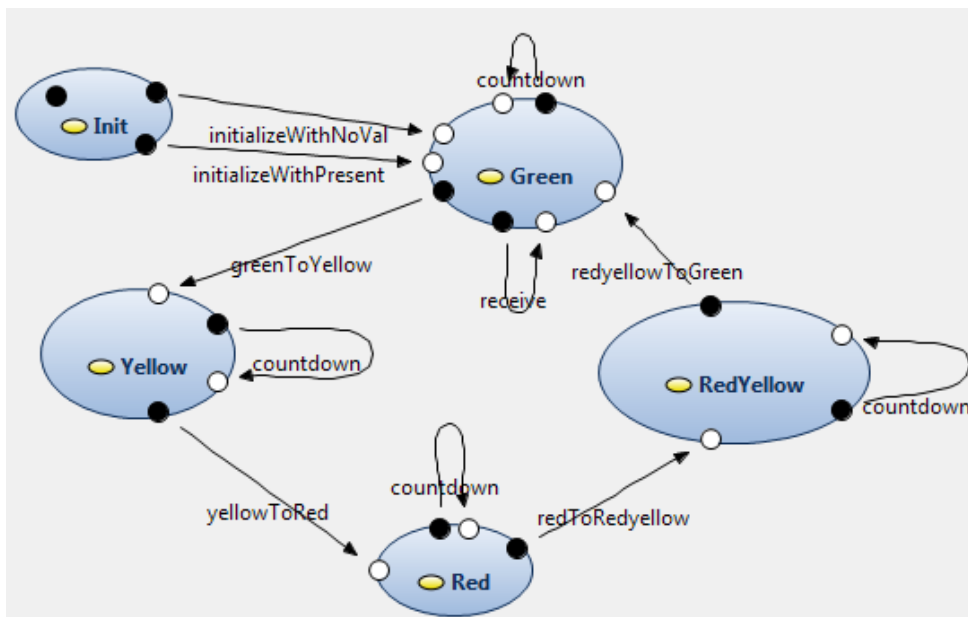 countdown
Init
initializeWithNoVal
initializeWithPresent
Green
greenToYellow
redyellowToGreen
receive
Yellow
countdown
RedYellow
countdown
countdown
yellowToRed
redToRedyellow
Red